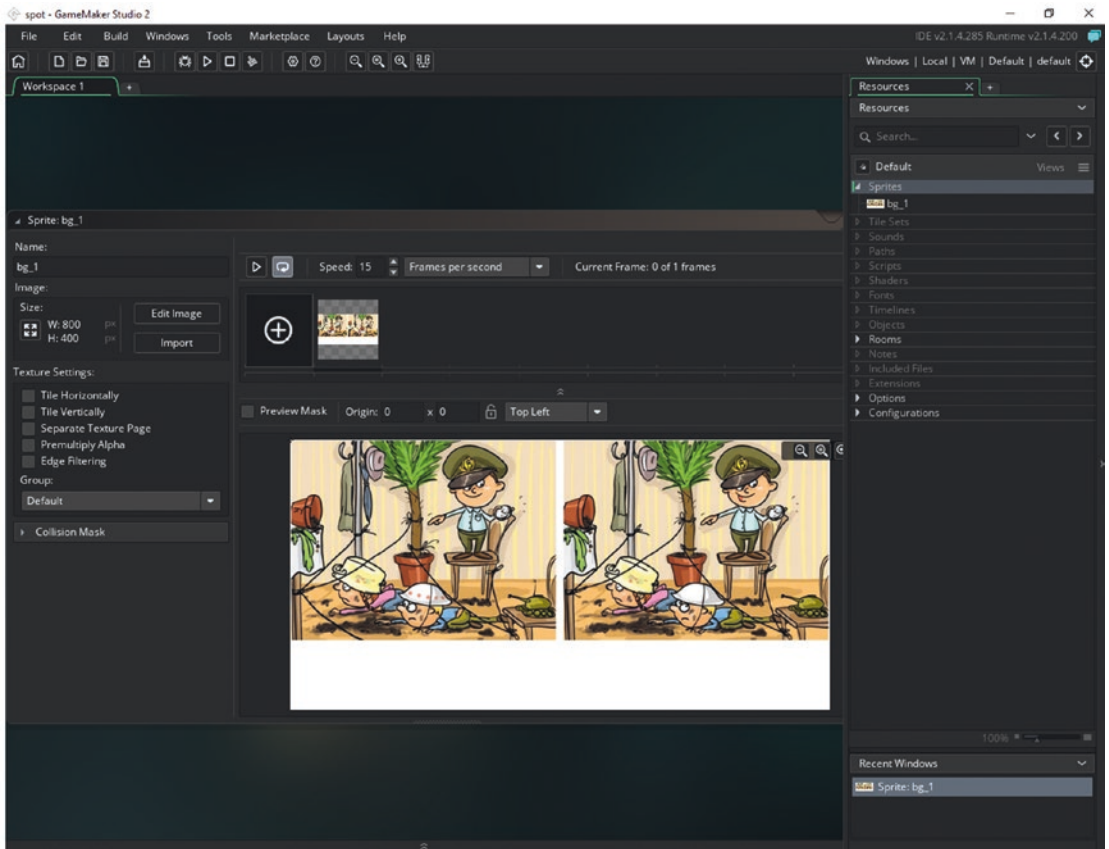 spot - GameMaker Studio 2
File Edit Build Windows Tools Marketplace Layouts Help
IDE v2.1.4.285 Runtime v2.1.4.200
Windows | Local | VM | Default | default
Workspace 1 +
Resources X +
Resources
Search...
Default Views
Sprites
bg_1
Tile Sets
Sounds
Paths
Scripts
Shaders
Fonts
Timelines
Objects
Rooms
Notes
Included Files
Extensions
Options
Configurations
Sprite: bg_1
Name:
bg_1
Image:
Size:
W: 800 px
H: 400 px
Edit Image
Import
Texture Settings:
Tile Horizontally
Tile Vertically
Separate Texture Page
Premultiply Alpha
Edge Filtering
Group:
Default
Collision Mask
Speed: 15 Frames per second Current Frame: 0 of 1 frames
Preview Mask Origin: 0 x 0 Top Left
100%
Recent Windows
Sprite: bg_1